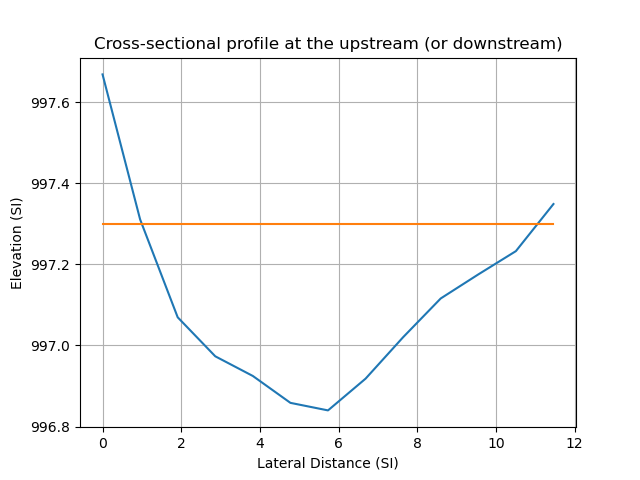 Cross-sectional profile at the upstream (or downstream)
997.6
997.4
997.2
997.0
996.8
Elevation (SI)
0 2 4 6 8 10 12
Lateral Distance (SI)